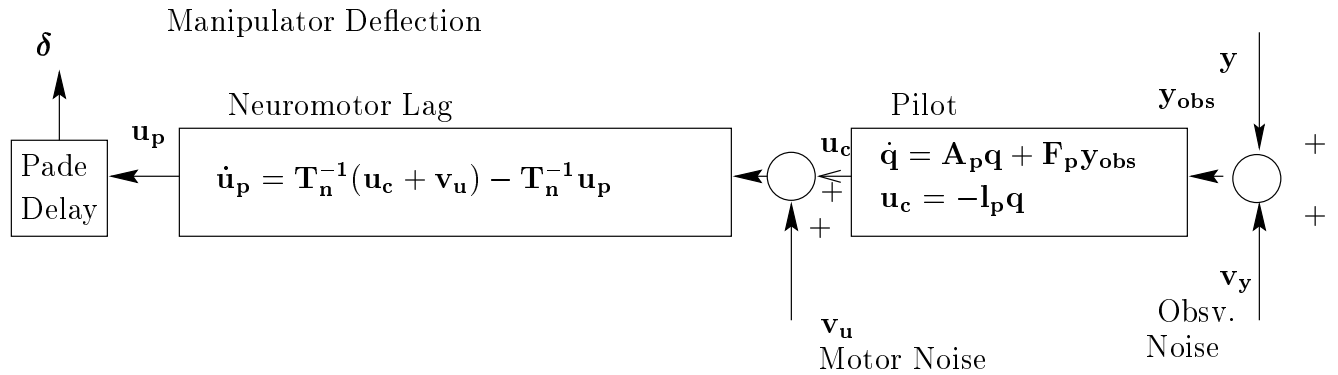 Manipulator Deflection
δ
y
Neuromotor Lag
Pilot
y_obs
u_p
u_c
+
Pade
Delay
u̇_p = T_n^{-1}(u_c + v_u) − T_n^{-1}u_p
q̇ = A_p q + F_p y_obs
u_c = −l_p q
+
+
+
v_y
Obsv.
Noise
v_u
Motor Noise